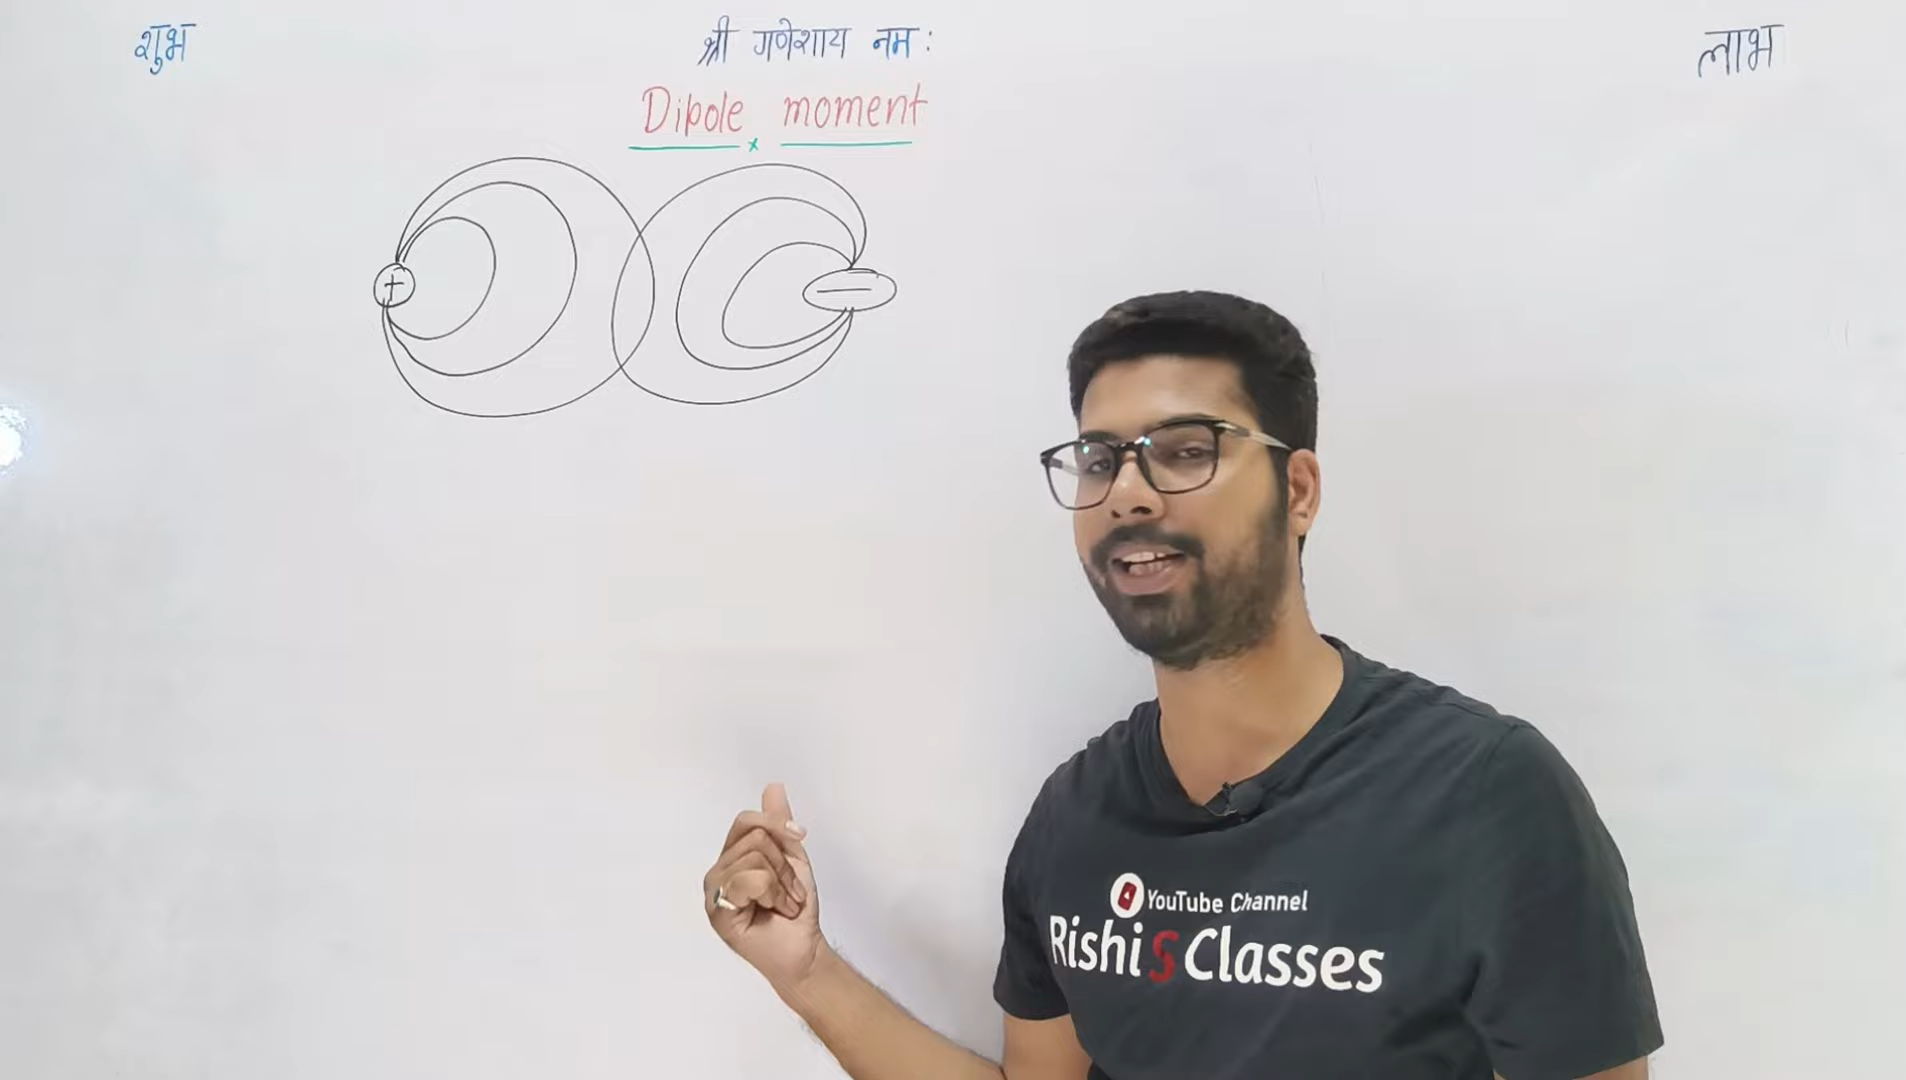 शुभ
श्री गणेशाय नम:
लाभ
Dipole moment
+
−
YouTube Channel
Rishi S Classes